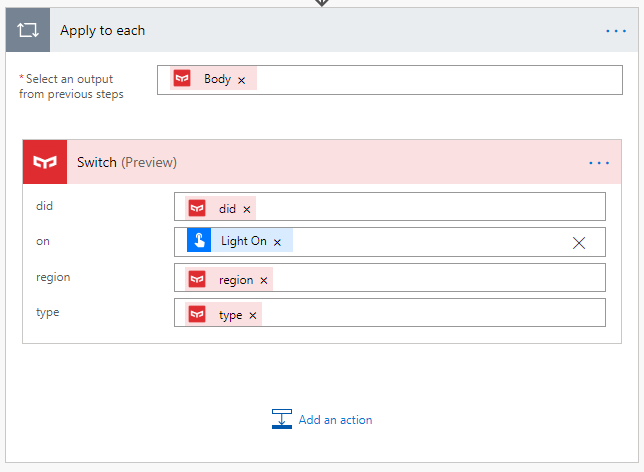 Apply to each
* Select an output
from previous steps
Body ×
Switch (Preview)
did
did ×
on
Light On ×
region
region ×
type
type ×
Add an action